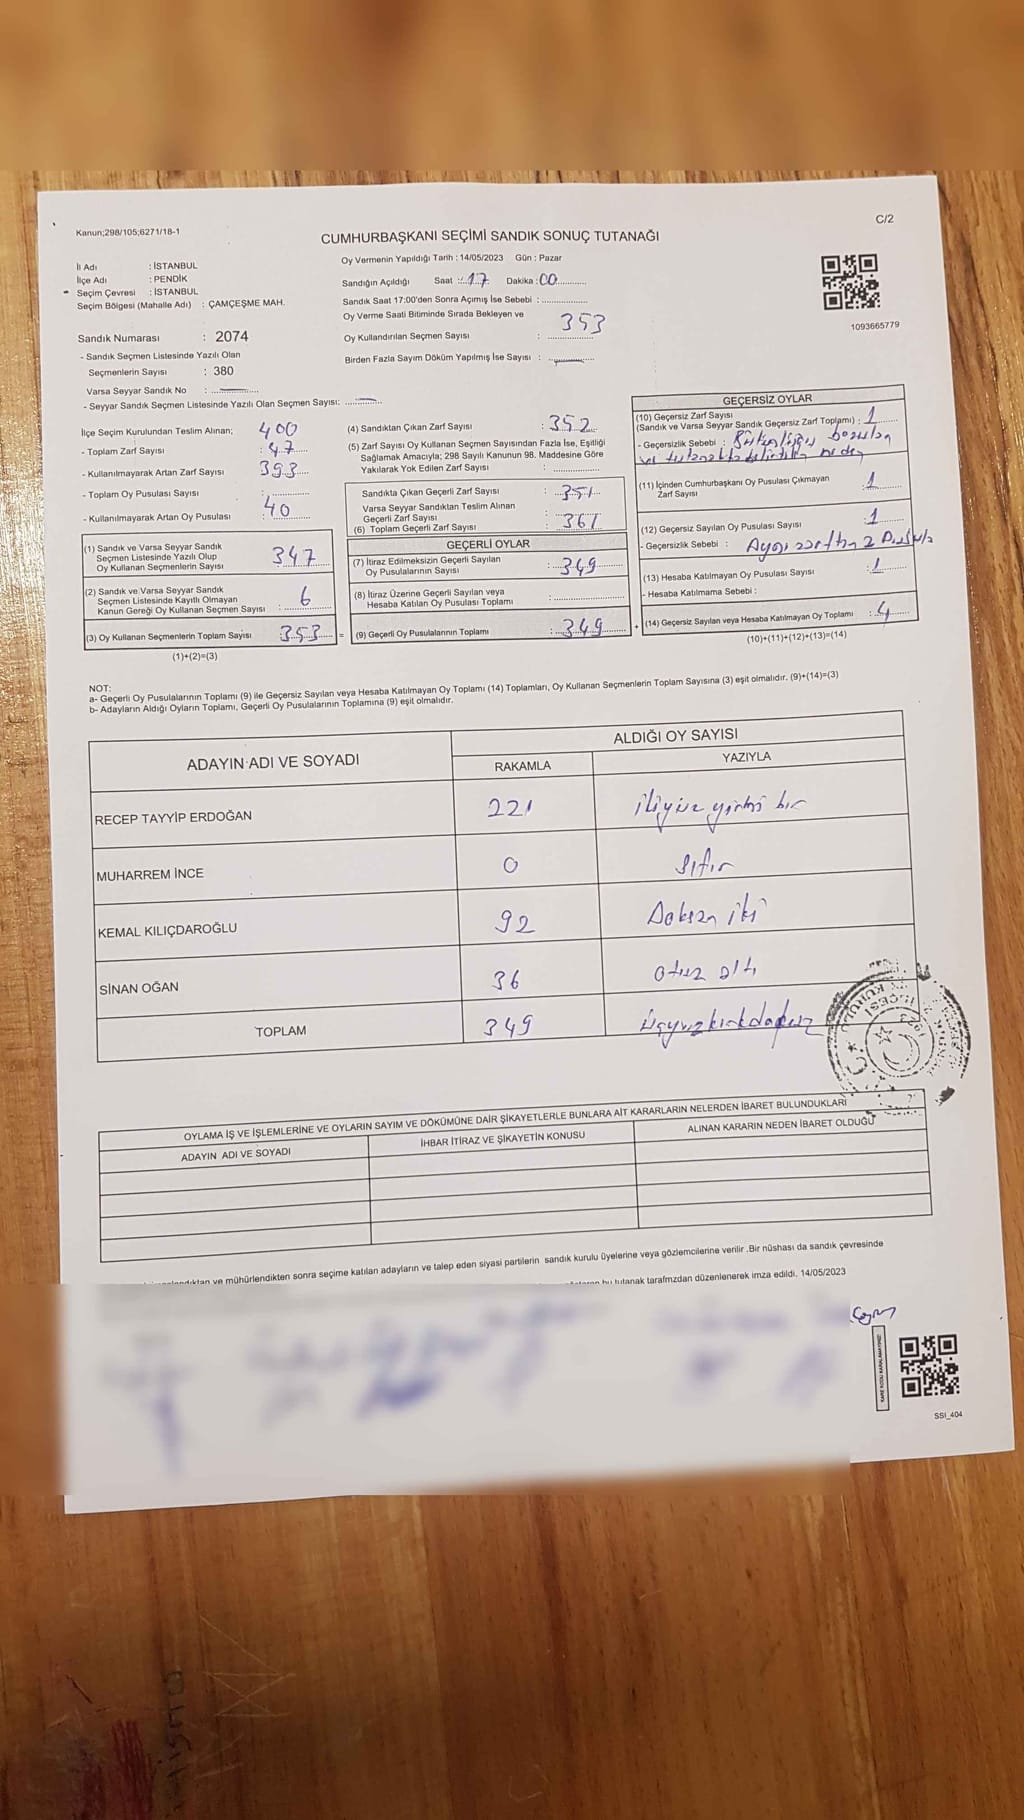 Kanun;298/105;6271/18-1
C/2
CUMHURBAŞKANI SEÇİMİ SANDIK SONUÇ TUTANAĞI
İl Adı : İSTANBUL
İlçe Adı : PENDİK
Seçim Çevresi : İSTANBUL
Seçim Bölgesi (Mahalle Adı) : ÇAMÇEŞME MAH.
Sandık Numarası : 2074
- Sandık Seçmen Listesinde Yazılı Olan
Seçmenlerin Sayısı : 380
Varsa Seyyar Sandık No :
- Seyyar Sandık Seçmen Listesinde Yazılı Olan Seçmen Sayısı:
Oy Vermenin Yapıldığı Tarih : 14/05/2023 Gün : Pazar
Sandığın Açıldığı Saat : 17 Dakika : 00
Sandık Saat 17:00'den Sonra Açımış İse Sebebi :
Oy Verme Saati Bitiminde Sırada Bekleyen ve
Oy Kullandırılan Seçmen Sayısı : 353
Birden Fazla Sayım Döküm Yapılmış İse Sayısı :
1093665779
İlçe Seçim Kurulundan Teslim Alınan; 400
- Toplam Zarf Sayısı : 47
- Kullanılmayarak Artan Zarf Sayısı 393
- Toplam Oy Pusulası Sayısı :
- Kullanılmayarak Artan Oy Pusulası : 40
(1) Sandık ve Varsa Seyyar Sandık
Seçmen Listesinde Yazılı Olup
Oy Kullanan Seçmenlerin Sayısı 347
(2) Sandık ve Varsa Seyyar Sandık
Seçmen Listesinde Kayıtlı Olmayan
Kanun Gereği Oy Kullanan Seçmen Sayısı : 6
(3) Oy Kullanan Seçmenlerin Toplam Sayısı 353 =
(1)+(2)=(3)
(4) Sandıktan Çıkan Zarf Sayısı : 352
(5) Zarf Sayısı Oy Kullanan Seçmen Sayısından Fazla İse, Eşitliği
Sağlamak Amacıyla; 298 Sayılı Kanunun 98. Maddesine Göre
Yakılarak Yok Edilen Zarf Sayısı :
Sandıkta Çıkan Geçerli Zarf Sayısı : 351
Varsa Seyyar Sandıktan Teslim Alınan
Geçerli Zarf Sayısı :
(6) Toplam Geçerli Zarf Sayısı : 361
GEÇERLİ OYLAR
(7) İtiraz Edilmeksizin Geçerli Sayılan
Oy Pusulalarının Sayısı : 349
(8) İtiraz Üzerine Geçerli Sayılan veya
Hesaba Katılan Oy Pusulası Toplamı :
(9) Geçerli Oy Pusulalarının Toplamı : 349 +
GEÇERSİZ OYLAR
(10) Geçersiz Zarf Sayısı
(Sandık ve Varsa Seyyar Sandık Geçersiz Zarf Toplamı) : 1
- Geçersizlik Sebebi : Bütünlüğü bozulan
(11) İçinden Cumhurbaşkanı Oy Pusulası Çıkmayan
Zarf Sayısı : 1
(12) Geçersiz Sayılan Oy Pusulası Sayısı : 1
- Geçersizlik Sebebi : Aynı zarftan 2 Pusula
(13) Hesaba Katılmayan Oy Pusulası Sayısı : 1
- Hesaba Katılmama Sebebi :
(14) Geçersiz Sayılan veya Hesaba Katılmayan Oy Toplamı : 4
(10)+(11)+(12)+(13)=(14)
NOT:
a- Geçerli Oy Pusulalarının Toplamı (9) ile Geçersiz Sayılan veya Hesaba Katılmayan Oy Toplamı (14) Toplamları, Oy Kullanan Seçmenlerin Toplam Sayısına (3) eşit olmalıdır. (9)+(14)=(3)
b- Adayların Aldığı Oyların Toplamı, Geçerli Oy Pusulalarının Toplamına (9) eşit olmalıdır.
ADAYIN ADI VE SOYADI
ALDIĞI OY SAYISI
RAKAMLA YAZIYLA
RECEP TAYYİP ERDOĞAN 221 ikiyüz yirmi bir
MUHARREM İNCE 0 sıfır
KEMAL KILIÇDAROĞLU 92 Doksan iki
SİNAN OĞAN 36 otuz altı
TOPLAM 349 üçyüzkırkdokuz
OYLAMA İŞ VE İŞLEMLERİNE VE OYLARIN SAYIM VE DÖKÜMÜNE DAİR ŞİKAYETLERLE BUNLARA AİT KARARLARIN NELERDEN İBARET BULUNDUKLARI
ADAYIN ADI VE SOYADI İHBAR İTİRAZ VE ŞİKAYETİN KONUSU ALINAN KARARIN NEDEN İBARET OLDUĞU
ve mühürlendikten sonra seçime katılan adayların ve talep eden siyasi partilerin sandık kurulu üyelerine veya gözlemcilerine verilir .Bir nüshası da sandık çevresinde
bu tutanak tarafımzdan düzenlenerek imza edildi. 14/05/2023
SSI_404